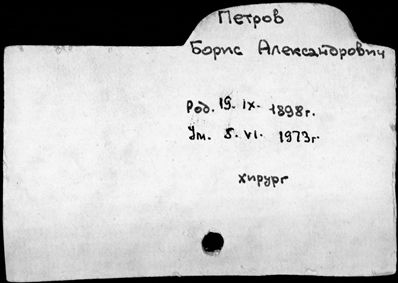 Петров
Борис Александрович
Род. 19. IX. 1898г.
Ум. 5. VI. 1973г
хирург